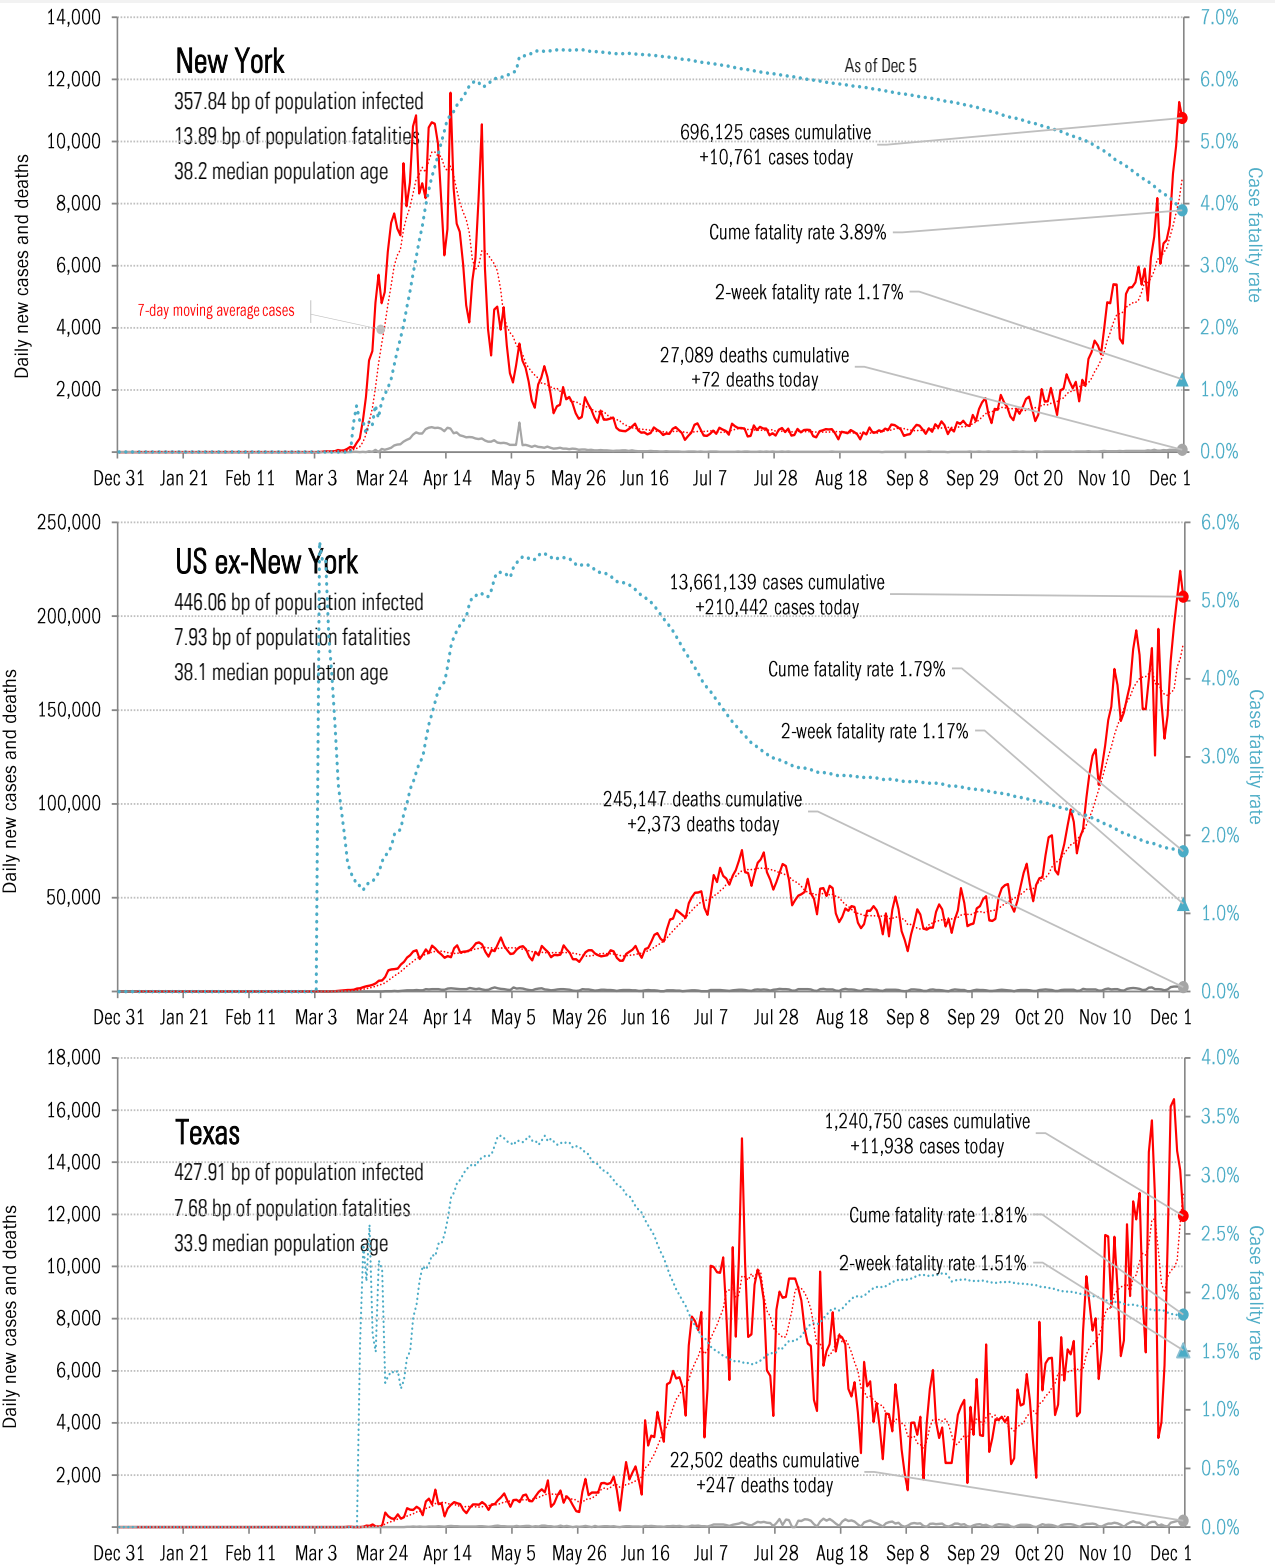 14,000
12,000
10,000
8,000
6,000
4,000
2,000
7.0%
6.0%
5.0%
4.0%
3.0%
2.0%
1.0%
0.0%
Daily new cases and deaths
Case fatality rate
New York
357.84 bp of population infected
13.89 bp of population fatalities
38.2 median population age
As of Dec 5
696,125 cases cumulative
+10,761 cases today
Cume fatality rate 3.89%
2-week fatality rate 1.17%
27,089 deaths cumulative
+72 deaths today
7-day moving average cases
Dec 31 Jan 21 Feb 11 Mar 3 Mar 24 Apr 14 May 5 May 26 Jun 16 Jul 7 Jul 28 Aug 18 Sep 8 Sep 29 Oct 20 Nov 10 Dec 1
250,000
200,000
150,000
100,000
50,000
6.0%
5.0%
4.0%
3.0%
2.0%
1.0%
0.0%
Daily new cases and deaths
Case fatality rate
US ex-New York
446.06 bp of population infected
7.93 bp of population fatalities
38.1 median population age
13,661,139 cases cumulative
+210,442 cases today
Cume fatality rate 1.79%
2-week fatality rate 1.17%
245,147 deaths cumulative
+2,373 deaths today
Dec 31 Jan 21 Feb 11 Mar 3 Mar 24 Apr 14 May 5 May 26 Jun 16 Jul 7 Jul 28 Aug 18 Sep 8 Sep 29 Oct 20 Nov 10 Dec 1
18,000
16,000
14,000
12,000
10,000
8,000
6,000
4,000
2,000
4.0%
3.5%
3.0%
2.5%
2.0%
1.5%
1.0%
0.5%
0.0%
Daily new cases and deaths
Case fatality rate
Texas
427.91 bp of population infected
7.68 bp of population fatalities
33.9 median population age
1,240,750 cases cumulative
+11,938 cases today
Cume fatality rate 1.81%
2-week fatality rate 1.51%
22,502 deaths cumulative
+247 deaths today
Dec 31 Jan 21 Feb 11 Mar 3 Mar 24 Apr 14 May 5 May 26 Jun 16 Jul 7 Jul 28 Aug 18 Sep 8 Sep 29 Oct 20 Nov 10 Dec 1